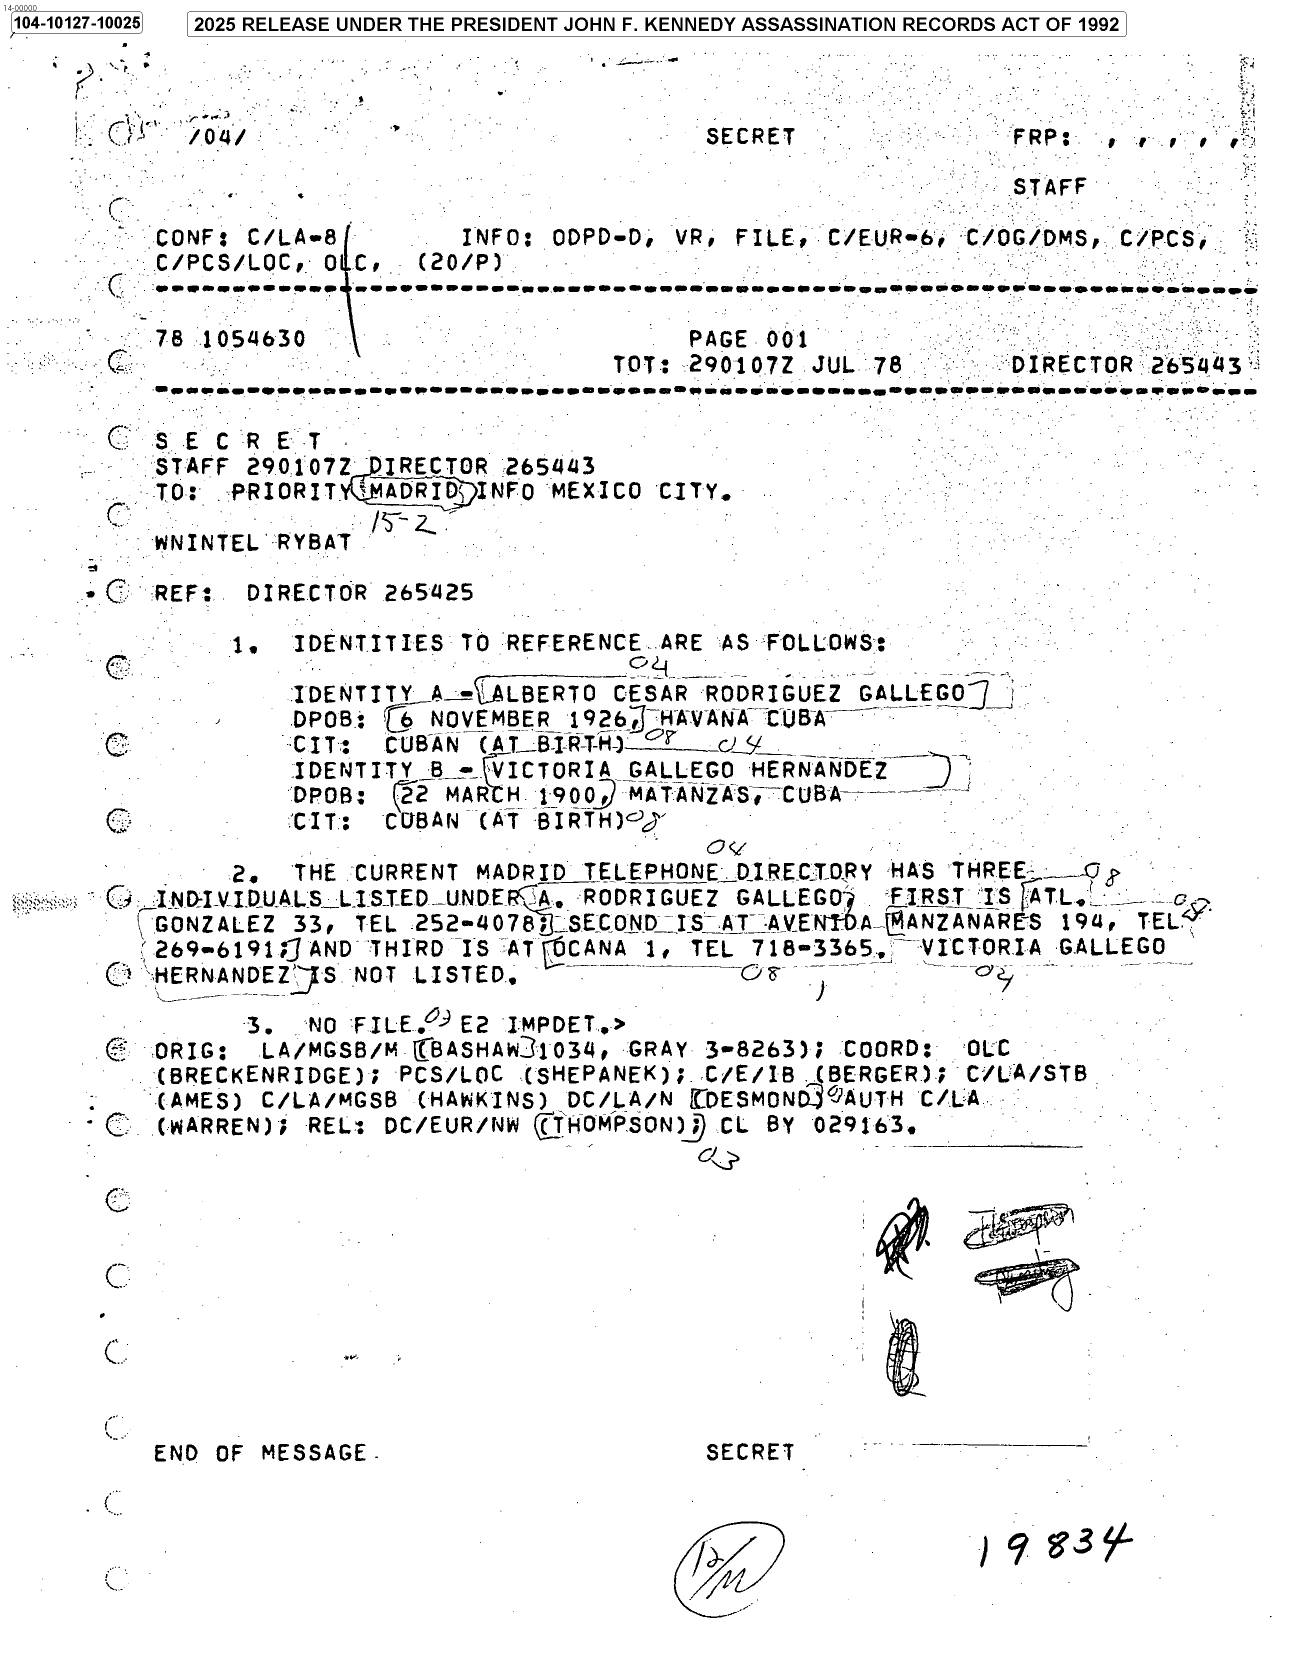 14-00000
104-10127-10025
2025 RELEASE UNDER THE PRESIDENT JOHN F. KENNEDY ASSASSINATION RECORDS ACT OF 1992
/04/ SECRET FRP: , , , , ,
STAFF
CONF: C/LA-8 INFO: ODPD-D, VR, FILE, C/EUR-6, C/OG/DMS, C/PCS,
C/PCS/LOC, OLC, (20/P)
78 1054630 PAGE 001
TOT: 290107Z JUL 78 DIRECTOR 265443
S E C R E T
STAFF 290107Z DIRECTOR 265443
TO: PRIORITY MADRID INFO MEXICO CITY.
15-2
WNINTEL RYBAT
REF: DIRECTOR 265425
1. IDENTITIES TO REFERENCE ARE AS FOLLOWS:
04
IDENTITY A - ALBERTO CESAR RODRIGUEZ GALLEGO
DPOB: 6 NOVEMBER 1926, HAVANA CUBA
CIT: CUBAN (AT BIRTH) 08 04
IDENTITY B - VICTORIA GALLEGO HERNANDEZ
DPOB: 22 MARCH 1900, MATANZAS, CUBA
CIT: CUBAN (AT BIRTH) 08
04
2. THE CURRENT MADRID TELEPHONE DIRECTORY HAS THREE 08
INDIVIDUALS LISTED UNDER A. RODRIGUEZ GALLEGO; FIRST IS ATL.
GONZALEZ 33, TEL 252-4078; SECOND IS AT AVENIDA MANZANARES 194, TEL 08
269-6191; AND THIRD IS AT OCANA 1, TEL 718-3365. VICTORIA GALLEGO
HERNANDEZ IS NOT LISTED. 08 04
3. NO FILE. 03 E2 IMPDET.>
ORIG: LA/MGSB/M (BASHAW 1034, GRAY 3-8263); COORD: OLC
(BRECKENRIDGE); PCS/LOC (SHEPANEK); C/E/IB (BERGER); C/LA/STB
(AMES) C/LA/MGSB (HAWKINS) DC/LA/N (DESMOND) AUTH C/LA
(WARREN); REL: DC/EUR/NW (THOMPSON); CL BY 029163.
03
END OF MESSAGE. SECRET
19834